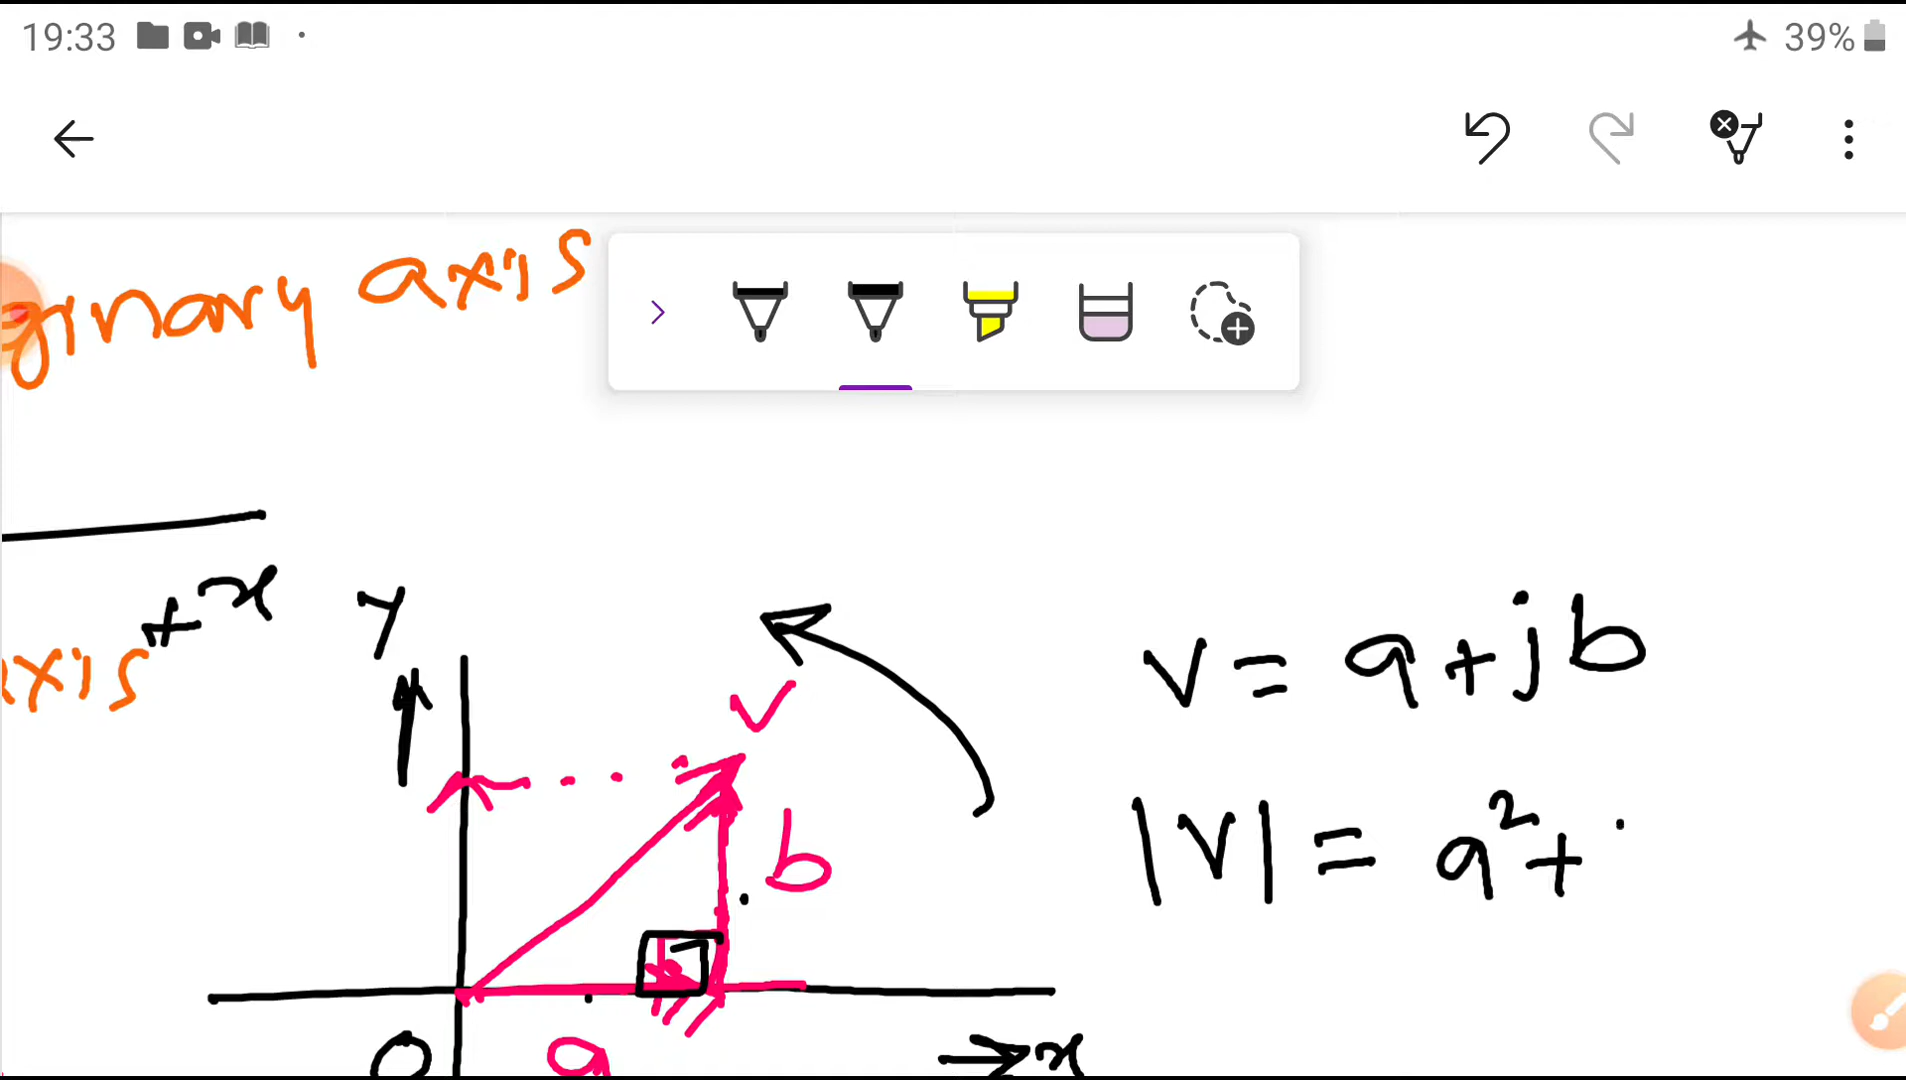 19:33 39%
ginary axis
+x
axis
Y
V
b
O
a
x
V = a+jb
|V| = a²+